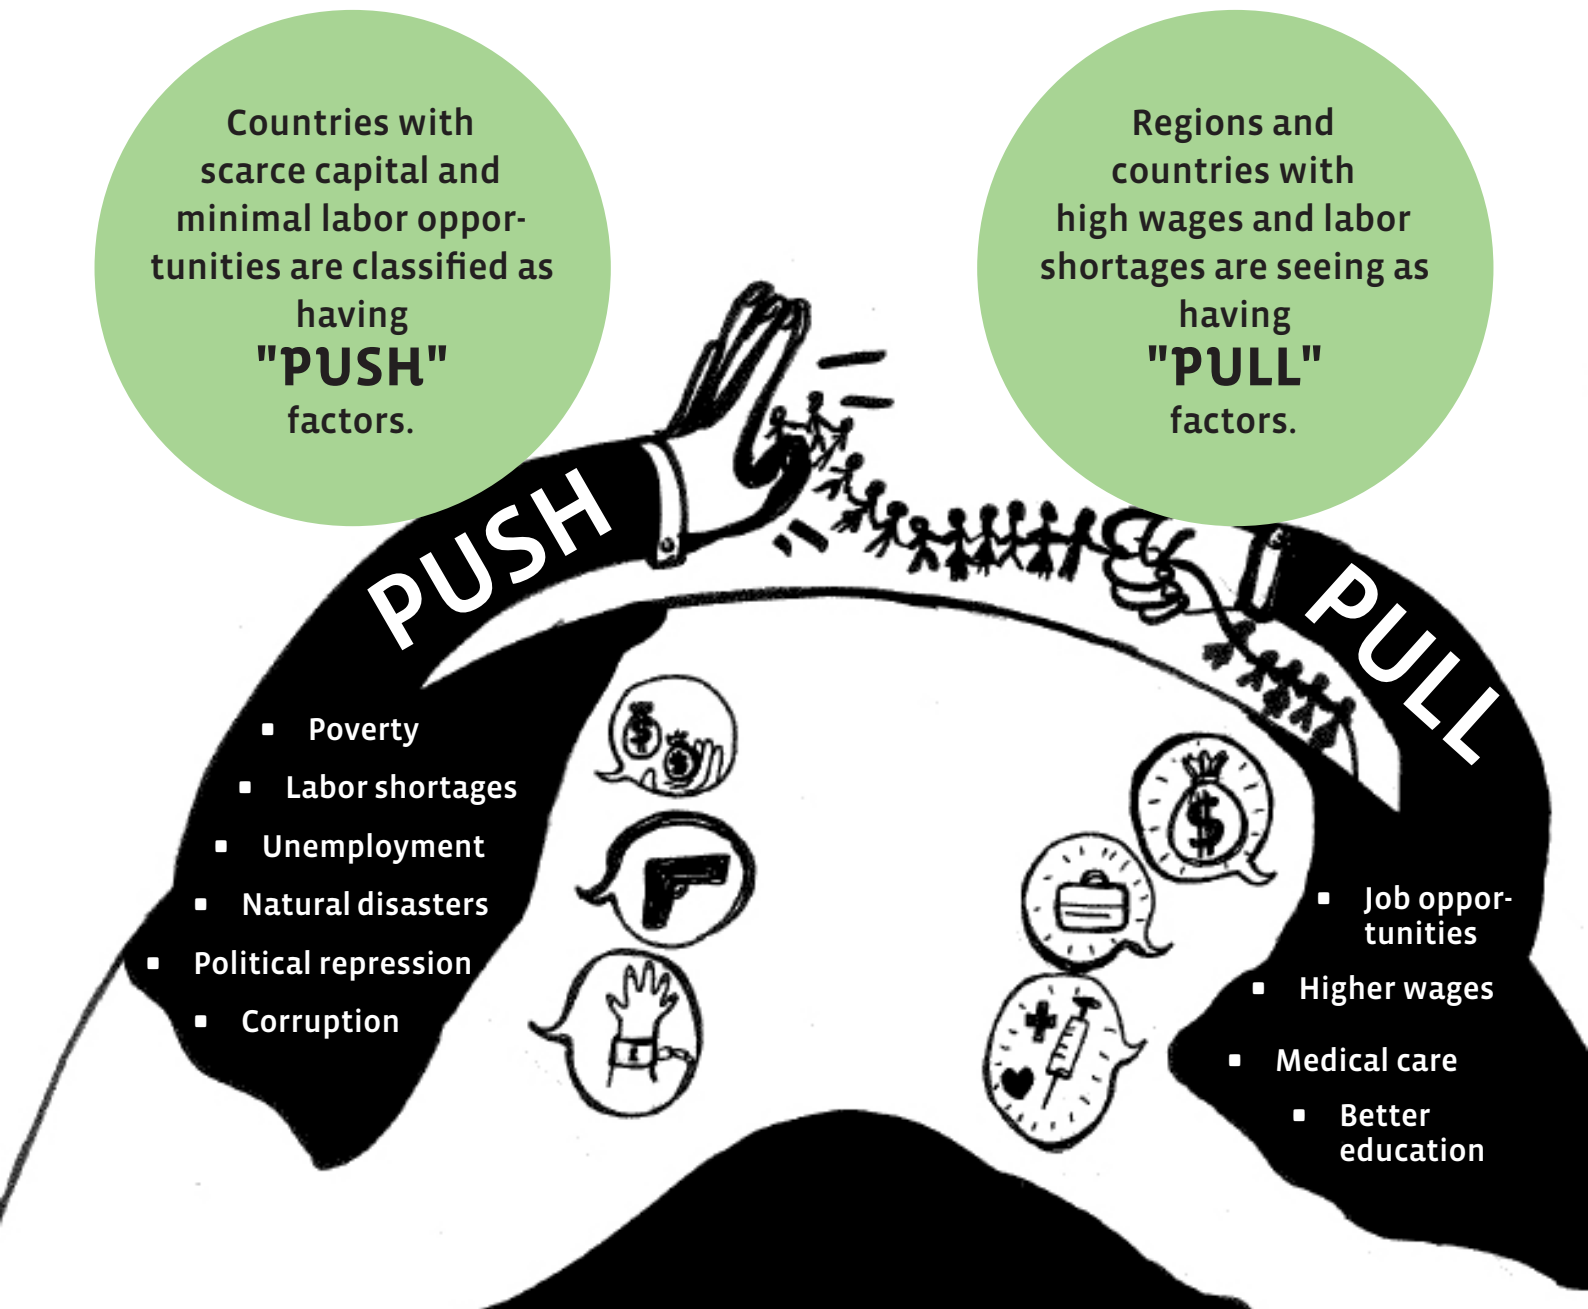 Countries with
scarce capital and
minimal labor oppor-
tunities are classified as
having
"PUSH"
factors.
Regions and
countries with
high wages and labor
shortages are seeing as
having
"PULL"
factors.
PUSH
PULL
▪ Poverty
▪ Labor shortages
▪ Unemployment
▪ Natural disasters
▪ Political repression
▪ Corruption
$
$
$
▪ Job oppor-
tunities
▪ Higher wages
▪ Medical care
▪ Better
education